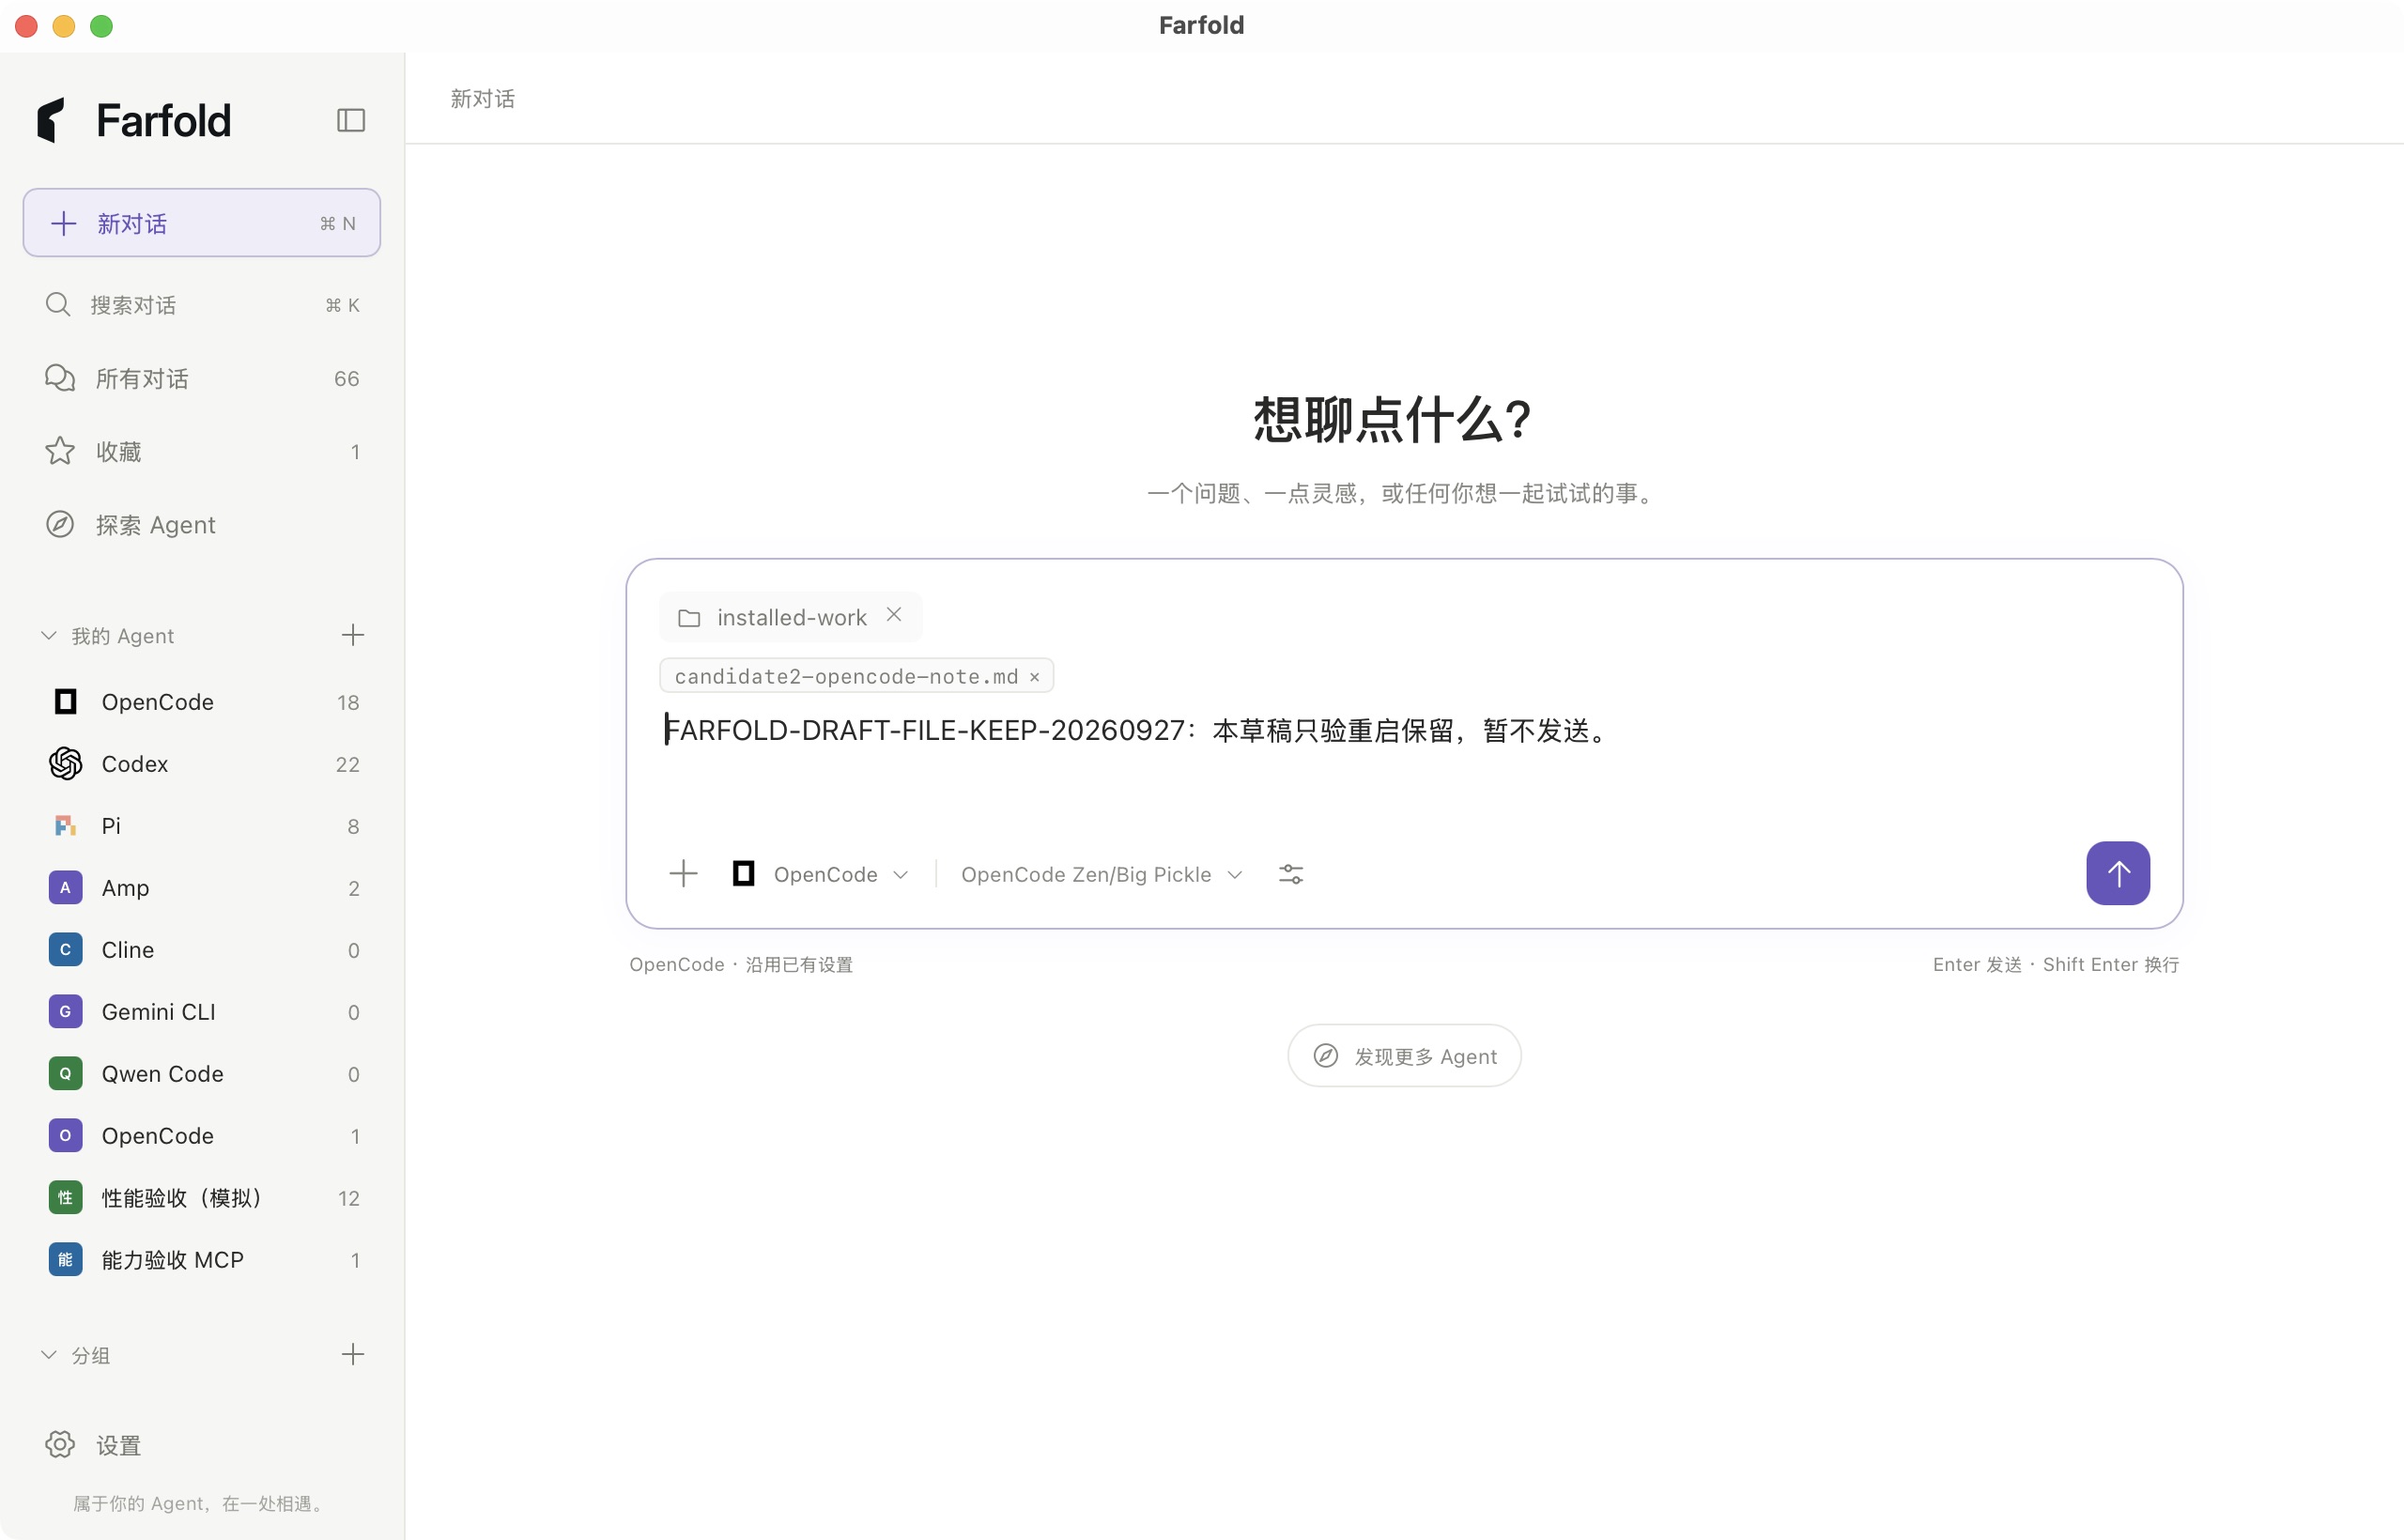 Farfold
Farfold
新对话 ⌘ N
搜索对话 ⌘ K
所有对话 66
收藏 1
探索 Agent
我的 Agent
OpenCode 18
Codex 22
Pi 8
A Amp 2
C Cline 0
G Gemini CLI 0
Q Qwen Code 0
O OpenCode 1
性 性能验收（模拟） 12
能 能力验收 MCP 1
分组
设置
属于你的 Agent，在一处相遇。
新对话
想聊点什么？
一个问题、一点灵感，或任何你想一起试试的事。
installed-work
candidate2-opencode-note.md ×
FARFOLD-DRAFT-FILE-KEEP-20260927：本草稿只验重启保留，暂不发送。
OpenCode OpenCode Zen/Big Pickle
OpenCode · 沿用已有设置 Enter 发送 · Shift Enter 换行
发现更多 Agent